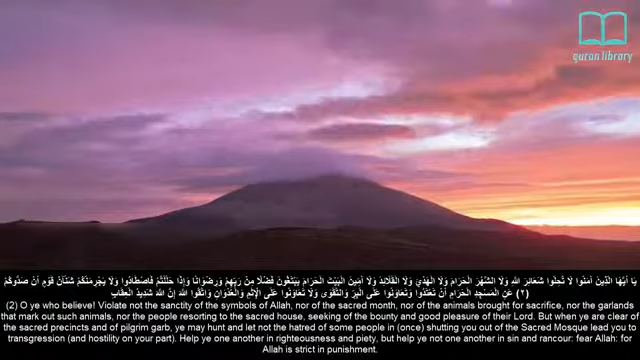 quran library
يَا أَيُّهَا الَّذِينَ آمَنُوا لَا تُحِلُّوا شَعَائِرَ اللَّهِ وَلَا الشَّهْرَ الْحَرَامَ وَلَا الْهَدْيَ وَلَا الْقَلَائِدَ وَلَا آمِّينَ الْبَيْتَ الْحَرَامَ يَبْتَغُونَ فَضْلًا مِّن رَّبِّهِمْ وَرِضْوَانًا وَإِذَا حَلَلْتُمْ فَاصْطَادُوا وَلَا يَجْرِمَنَّكُمْ شَنَآنُ قَوْمٍ أَن صَدُّوكُمْ
عَنِ الْمَسْجِدِ الْحَرَامِ أَن تَعْتَدُوا وَتَعَاوَنُوا عَلَى الْبِرِّ وَالتَّقْوَى وَلَا تَعَاوَنُوا عَلَى الْإِثْمِ وَالْعُدْوَانِ وَاتَّقُوا اللَّهَ إِنَّ اللَّهَ شَدِيدُ الْعِقَابِ (٢)
(2) O ye who believe! Violate not the sanctity of the symbols of Allah, nor of the sacred month, nor of the animals brought for sacrifice, nor the garlands
that mark out such animals, nor the people resorting to the sacred house, seeking of the bounty and good pleasure of their Lord. But when ye are clear of
the sacred precincts and of pilgrim garb, ye may hunt and let not the hatred of some people in (once) shutting you out of the Sacred Mosque lead you to
transgression (and hostility on your part). Help ye one another in righteousness and piety, but help ye not one another in sin and rancour: fear Allah: for
Allah is strict in punishment.